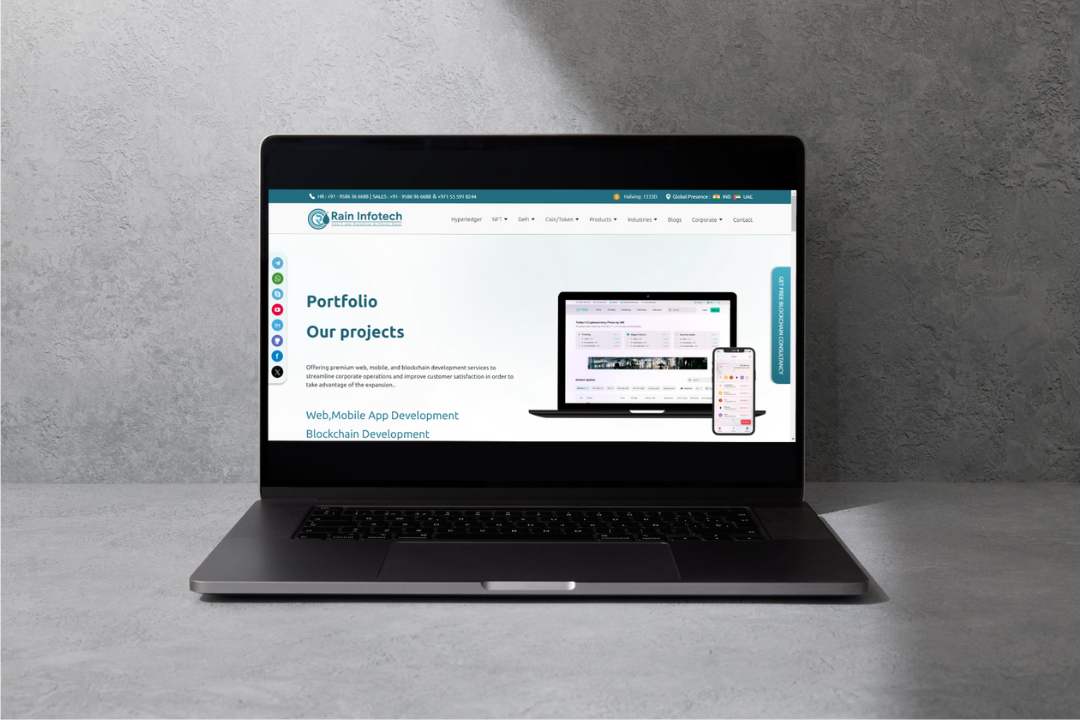 HR : +91 - 9586 36 6688 | SALES : +91 - 9586 96 6688 & +971 55 593 8244
Halving: 1333D
Global Presence : IND UAE
Rain Infotech
Hyperledger NFT DeFi Coin/Token Products Industries Blogs Corporate Contact
Portfolio
Our projects
Offering premium web, mobile, and blockchain development services to
streamline corporate operations and improve customer satisfaction in order to
take advantage of the expansion..
Web,Mobile App Development
Blockchain Development
GET FREE BLOCKCHAIN CONSULTANCY